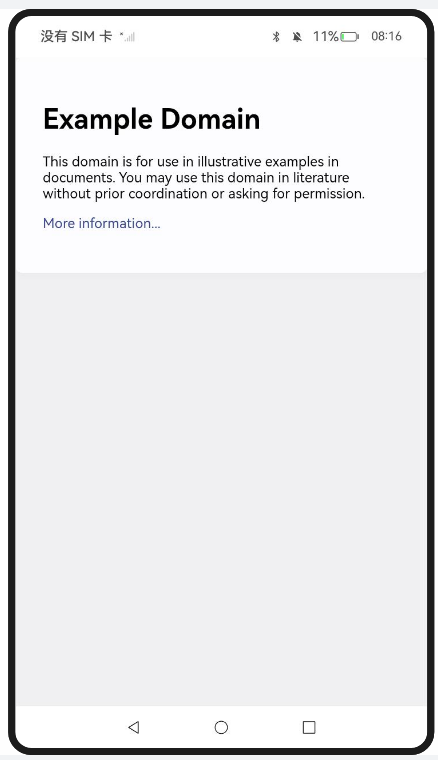 没有 SIM 卡 11% 08:16
Example Domain
This domain is for use in illustrative examples in
documents. You may use this domain in literature
without prior coordination or asking for permission.
More information...